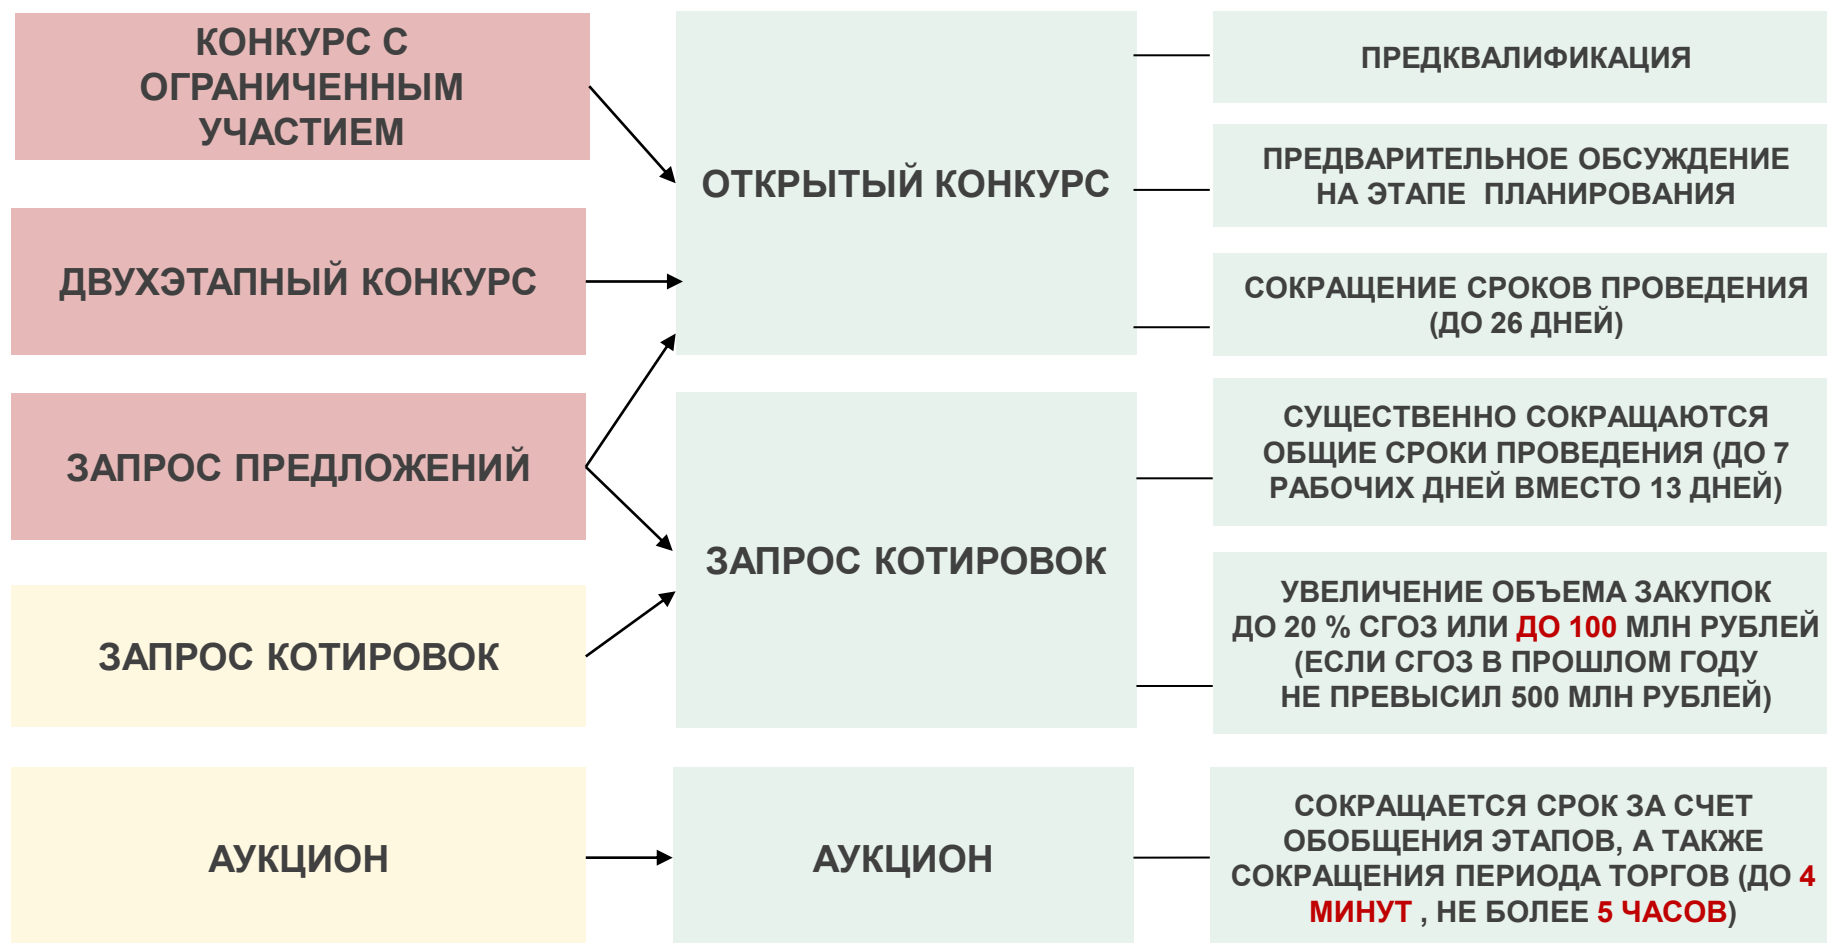 КОНКУРС С
ОГРАНИЧЕННЫМ
УЧАСТИЕМ
ДВУХЭТАПНЫЙ КОНКУРС
ЗАПРОС ПРЕДЛОЖЕНИЙ
ЗАПРОС КОТИРОВОК
АУКЦИОН
ОТКРЫТЫЙ КОНКУРС
ЗАПРОС КОТИРОВОК
АУКЦИОН
ПРЕДКВАЛИФИКАЦИЯ
ПРЕДВАРИТЕЛЬНОЕ ОБСУЖДЕНИЕ
НА ЭТАПЕ ПЛАНИРОВАНИЯ
СОКРАЩЕНИЕ СРОКОВ ПРОВЕДЕНИЯ
(ДО 26 ДНЕЙ)
СУЩЕСТВЕННО СОКРАЩАЮТСЯ
ОБЩИЕ СРОКИ ПРОВЕДЕНИЯ (ДО 7
РАБОЧИХ ДНЕЙ ВМЕСТО 13 ДНЕЙ)
УВЕЛИЧЕНИЕ ОБЪЕМА ЗАКУПОК
ДО 20 % СГОЗ ИЛИ ДО 100 МЛН РУБЛЕЙ
(ЕСЛИ СГОЗ В ПРОШЛОМ ГОДУ
НЕ ПРЕВЫСИЛ 500 МЛН РУБЛЕЙ)
СОКРАЩАЕТСЯ СРОК ЗА СЧЕТ
ОБОБЩЕНИЯ ЭТАПОВ, А ТАКЖЕ
СОКРАЩЕНИЯ ПЕРИОДА ТОРГОВ (ДО 4
МИНУТ , НЕ БОЛЕЕ 5 ЧАСОВ)